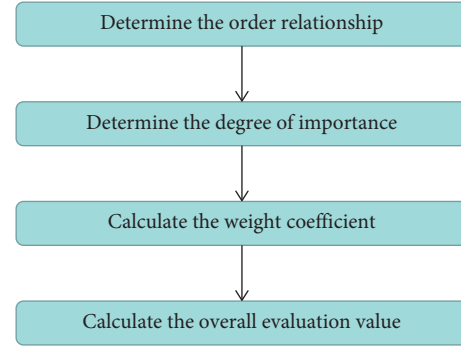 Determine the order relationship
Determine the degree of importance
Calculate the weight coefficient
Calculate the overall evaluation value